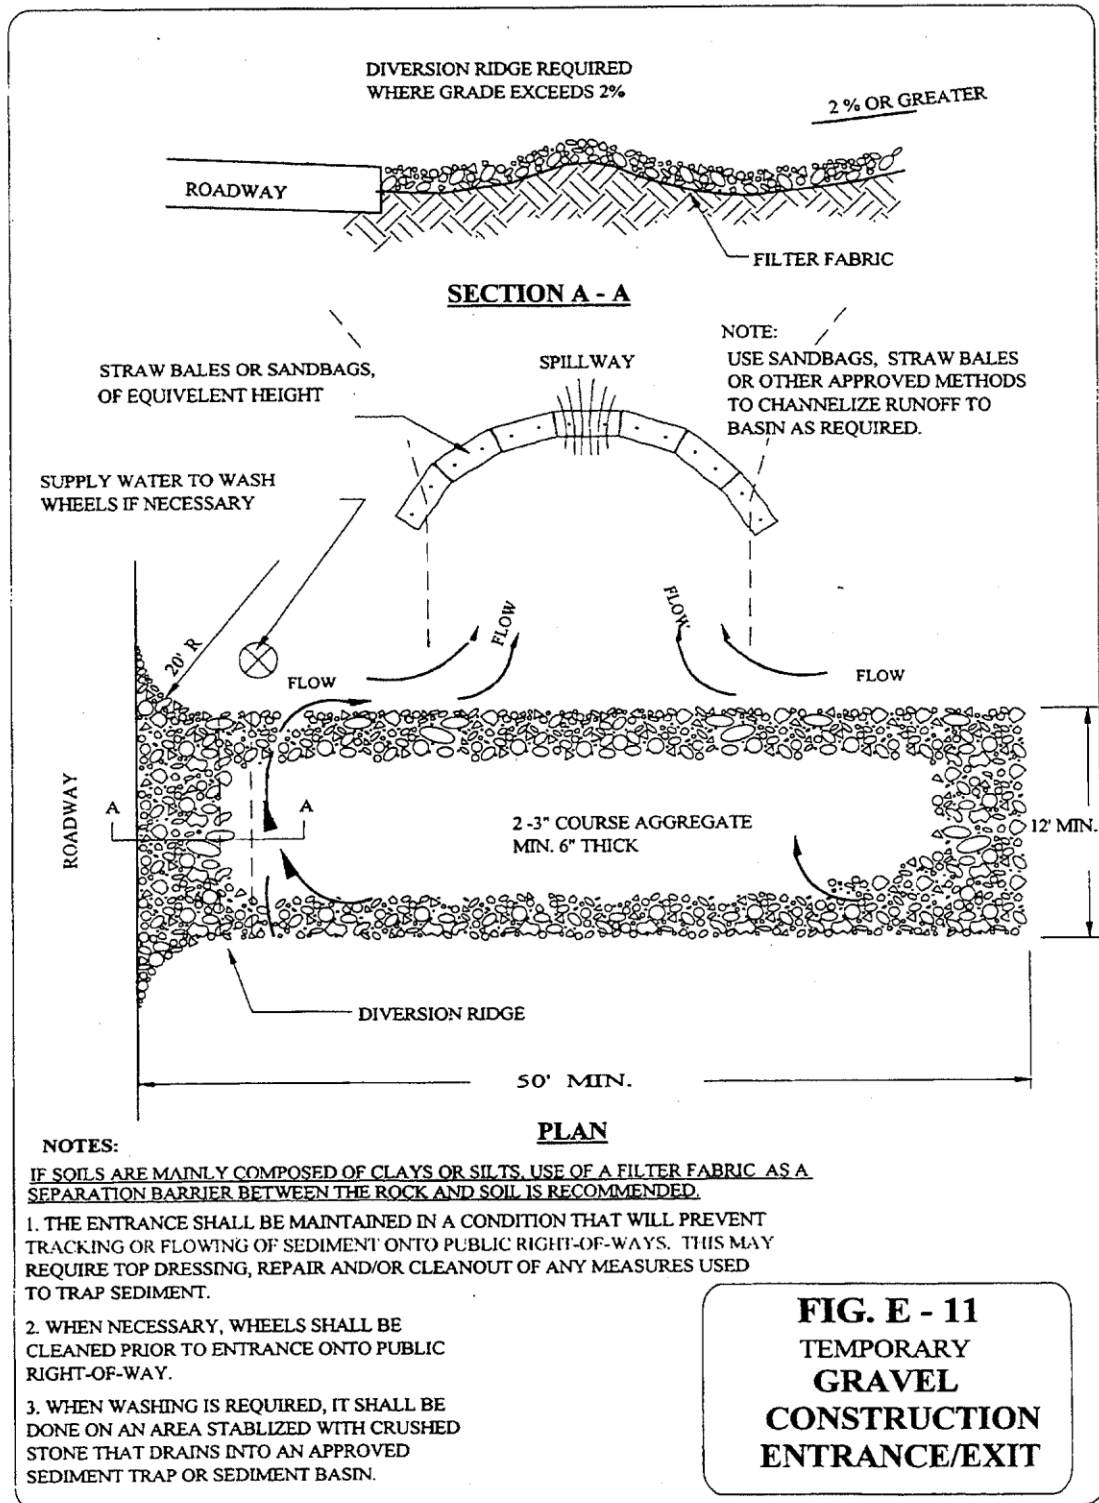 DIVERSION RIDGE REQUIRED
WHERE GRADE EXCEEDS 2%
2 % OR GREATER
ROADWAY
FILTER FABRIC
SECTION A - A
NOTE:
USE SANDBAGS, STRAW BALES
OR OTHER APPROVED METHODS
TO CHANNELIZE RUNOFF TO
BASIN AS REQUIRED.
SPILLWAY
STRAW BALES OR SANDBAGS,
OF EQUIVELENT HEIGHT
SUPPLY WATER TO WASH
WHEELS IF NECESSARY
20' R
FLOW
FLOW
FLOW
FLOW
ROADWAY
A
A
2 -3" COURSE AGGREGATE
MIN. 6" THICK
12' MIN.
DIVERSION RIDGE
50' MIN.
PLAN
NOTES:
IF SOILS ARE MAINLY COMPOSED OF CLAYS OR SILTS, USE OF A FILTER FABRIC AS A
SEPARATION BARRIER BETWEEN THE ROCK AND SOIL IS RECOMMENDED.
1. THE ENTRANCE SHALL BE MAINTAINED IN A CONDITION THAT WILL PREVENT
TRACKING OR FLOWING OF SEDIMENT ONTO PUBLIC RIGHT-OF-WAYS. THIS MAY
REQUIRE TOP DRESSING, REPAIR AND/OR CLEANOUT OF ANY MEASURES USED
TO TRAP SEDIMENT.
2. WHEN NECESSARY, WHEELS SHALL BE
CLEANED PRIOR TO ENTRANCE ONTO PUBLIC
RIGHT-OF-WAY.
3. WHEN WASHING IS REQUIRED, IT SHALL BE
DONE ON AN AREA STABLIZED WITH CRUSHED
STONE THAT DRAINS INTO AN APPROVED
SEDIMENT TRAP OR SEDIMENT BASIN.
FIG. E - 11
TEMPORARY
GRAVEL
CONSTRUCTION
ENTRANCE/EXIT